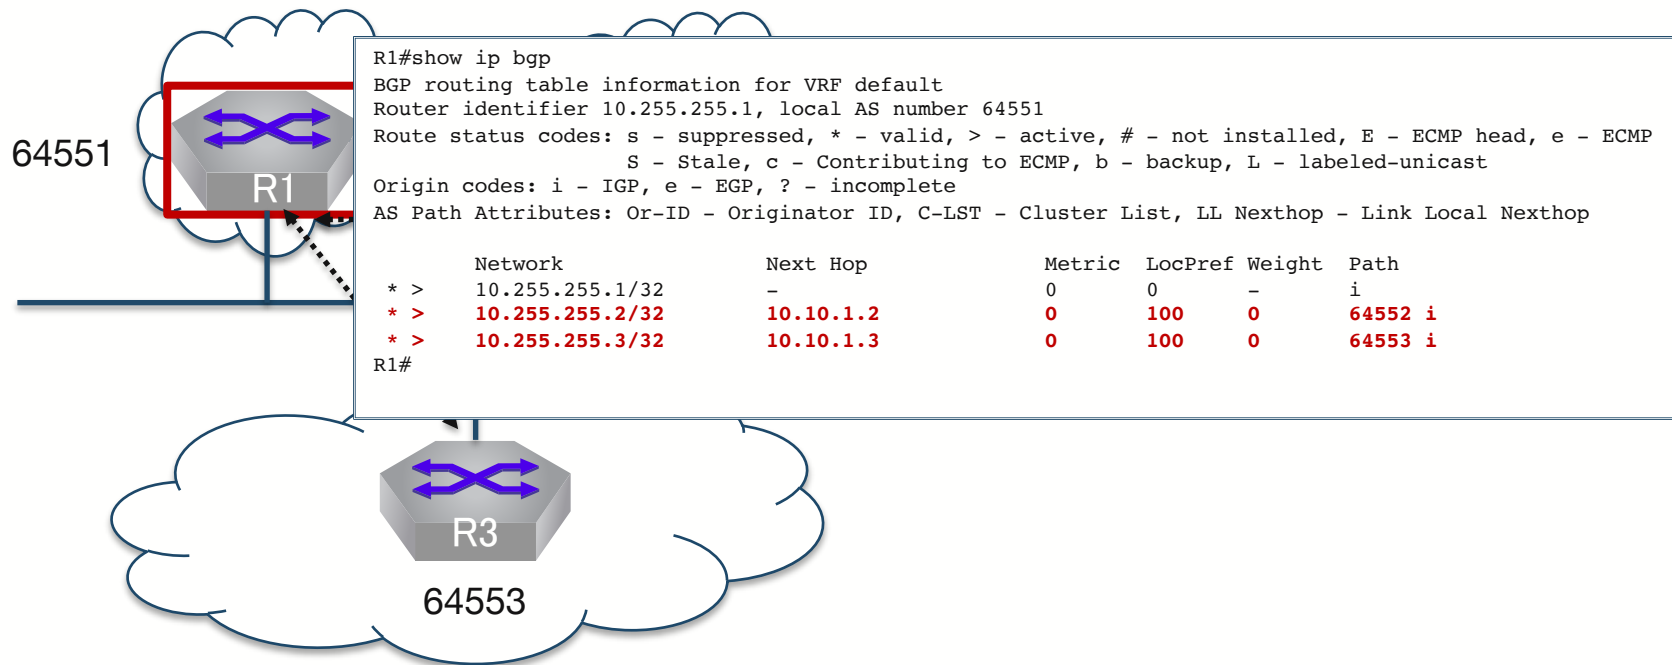 R1#show ip bgp
BGP routing table information for VRF default
Router identifier 10.255.255.1, local AS number 64551
Route status codes: s – suppressed, * – valid, > – active, # – not installed, E – ECMP head, e – ECMP
S – Stale, c – Contributing to ECMP, b – backup, L – labeled-unicast
Origin codes: i – IGP, e – EGP, ? – incomplete
AS Path Attributes: Or-ID – Originator ID, C-LST – Cluster List, LL Nexthop – Link Local Nexthop
Network Next Hop Metric LocPref Weight Path
* > 10.255.255.1/32 – 0 0 – i
* > 10.255.255.2/32 10.10.1.2 0 100 0 64552 i
* > 10.255.255.3/32 10.10.1.3 0 100 0 64553 i
R1#
64551
R1
R3
64553